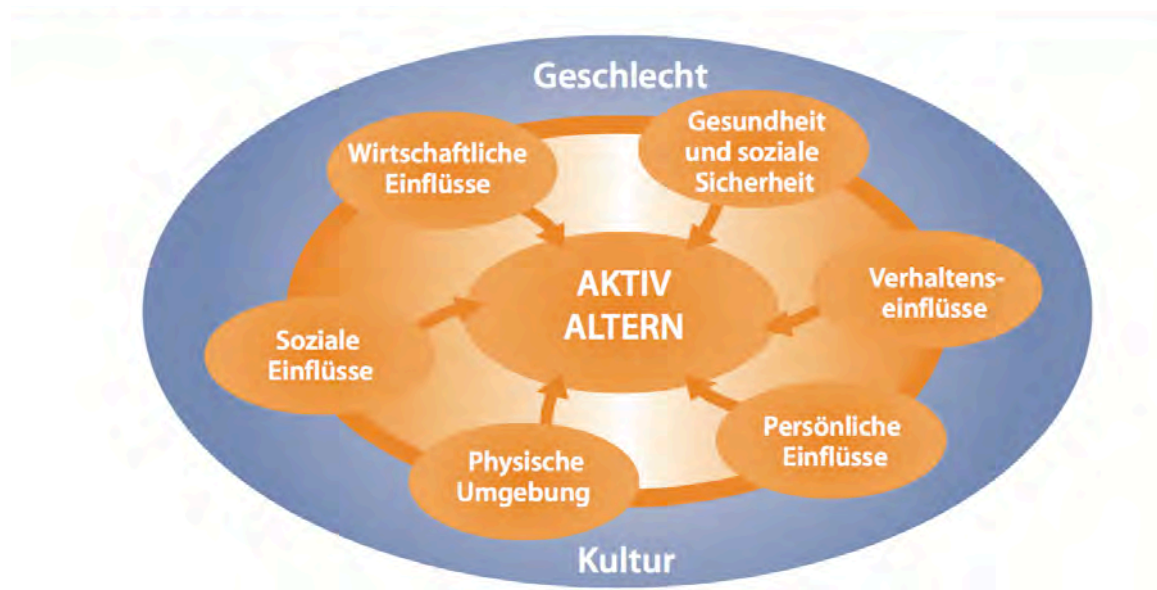 Geschlecht
Wirtschaftliche
Einflüsse
Gesundheit
und soziale
Sicherheit
AKTIV
ALTERN
Verhaltens-
einflüsse
Soziale
Einflüsse
Persönliche
Einflüsse
Physische
Umgebung
Kultur